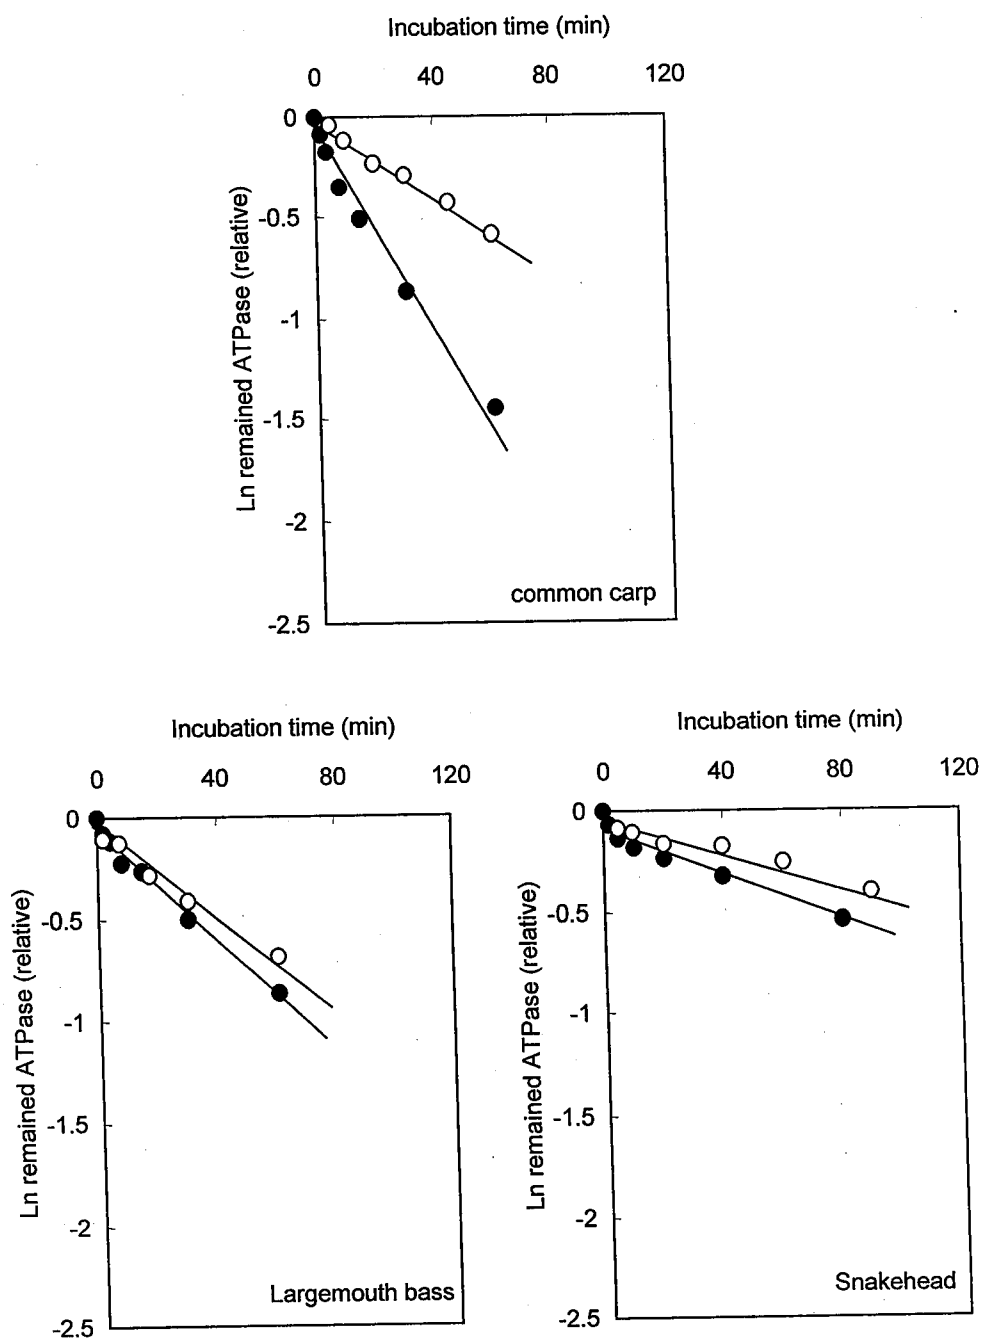 Incubation time (min)
0 40 80 120
Ln remained ATPase (relative)
0
-0.5
-1
-1.5
-2
-2.5
common carp
Incubation time (min)
0 40 80 120
Ln remained ATPase (relative)
0
-0.5
-1
-1.5
-2
-2.5
Largemouth bass
Incubation time (min)
0 40 80 120
Ln remained ATPase (relative)
0
-0.5
-1
-1.5
-2
-2.5
Snakehead